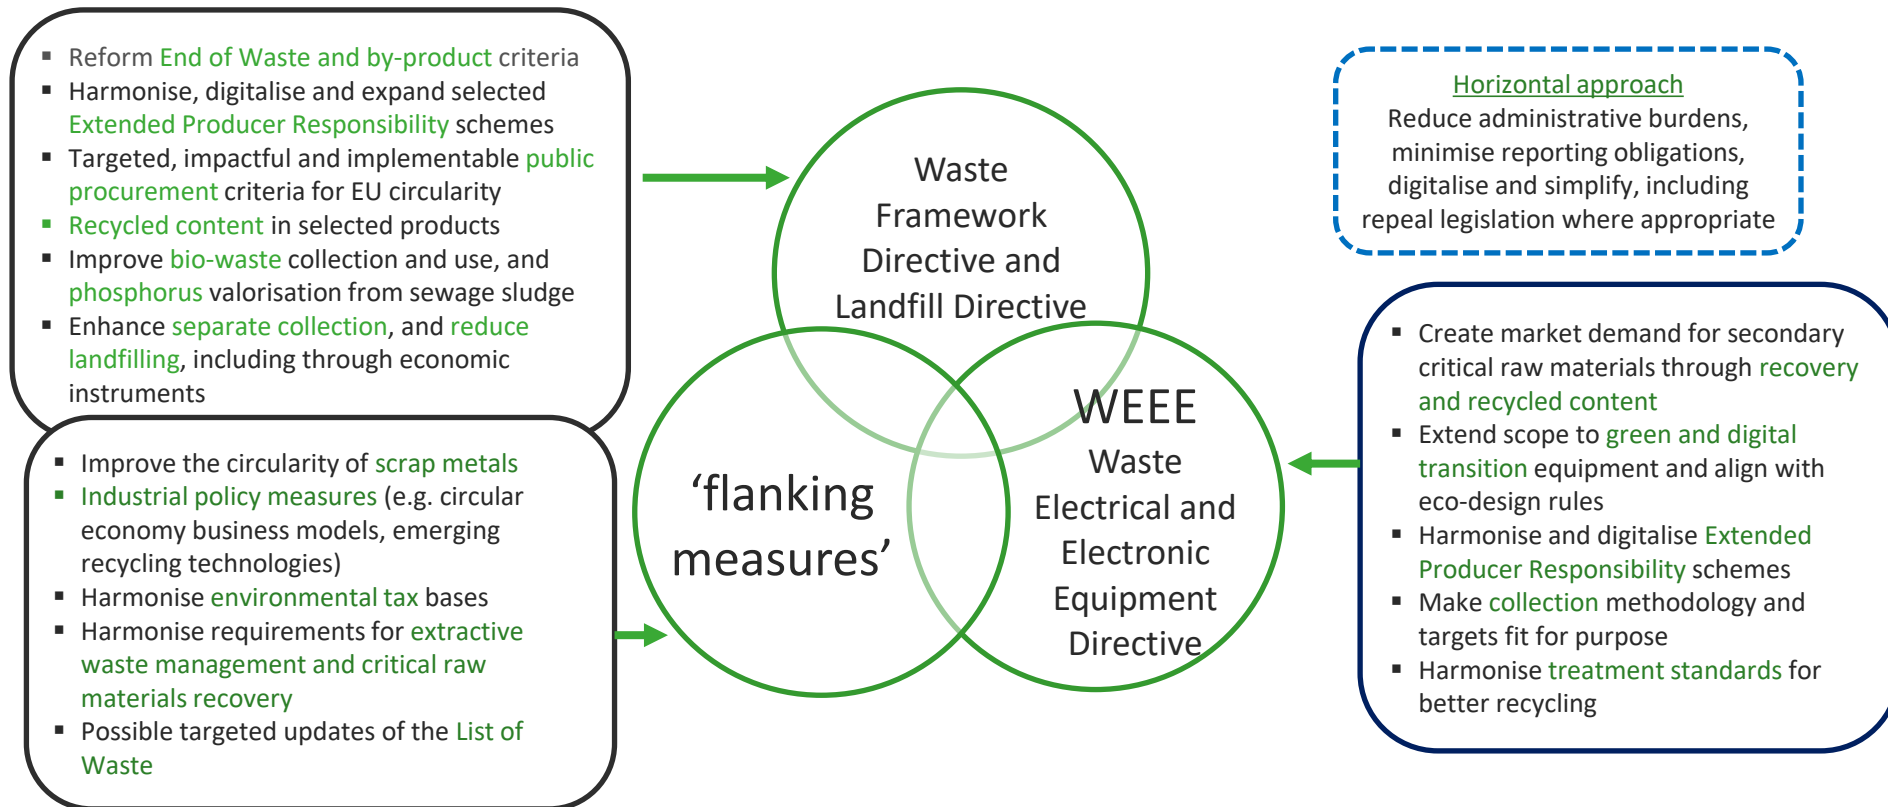 ▪ Reform End of Waste and by-product criteria
▪ Harmonise, digitalise and expand selected
Extended Producer Responsibility schemes
▪ Targeted, impactful and implementable public
procurement criteria for EU circularity
▪ Recycled content in selected products
▪ Improve bio-waste collection and use, and
phosphorus valorisation from sewage sludge
▪ Enhance separate collection, and reduce
landfilling, including through economic
instruments
▪ Improve the circularity of scrap metals
▪ Industrial policy measures (e.g. circular
economy business models, emerging
recycling technologies)
▪ Harmonise environmental tax bases
▪ Harmonise requirements for extractive
waste management and critical raw
materials recovery
▪ Possible targeted updates of the List of
Waste
Waste
Framework
Directive and
Landfill Directive
‘flanking
measures’
WEEE
Waste
Electrical and
Electronic
Equipment
Directive
Horizontal approach
Reduce administrative burdens,
minimise reporting obligations,
digitalise and simplify, including
repeal legislation where appropriate
▪ Create market demand for secondary
critical raw materials through recovery
and recycled content
▪ Extend scope to green and digital
transition equipment and align with
eco-design rules
▪ Harmonise and digitalise Extended
Producer Responsibility schemes
▪ Make collection methodology and
targets fit for purpose
▪ Harmonise treatment standards for
better recycling